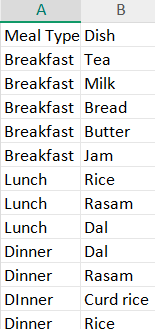 A B
Meal Type Dish
Breakfast Tea
Breakfast Milk
Breakfast Bread
Breakfast Butter
Breakfast Jam
Lunch Rice
Lunch Rasam
Lunch Dal
Dinner Dal
Dinner Rasam
DInner Curd rice
Dinner Rice